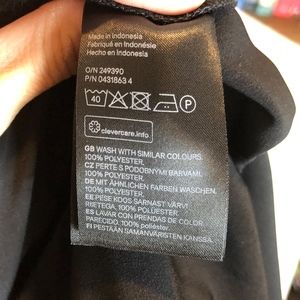 Made in Indonesia
Fabriqué en Indonésie
Hecho en Indonesia
O/N 249390
P/N 0431863 4
40
P
clevercare.info
GB WASH WITH SIMILAR COLOURS.
100% POLYESTER.
CZ PERTE S PODOBNÝMI BARVAMI.
100% POLYESTER.
DE MIT ÄHNLICHEN FARBEN WASCHEN.
100% POLYESTER.
EE PESE KOOS SARNAST VÄRVI
RIIETEGA. 100% POLÜESTER.
ES LAVAR CON PRENDAS DE COLOR
PARECIDO. 100% poliéster
FI PESTÄÄN SAMANVÄRISTEN KANSSA.